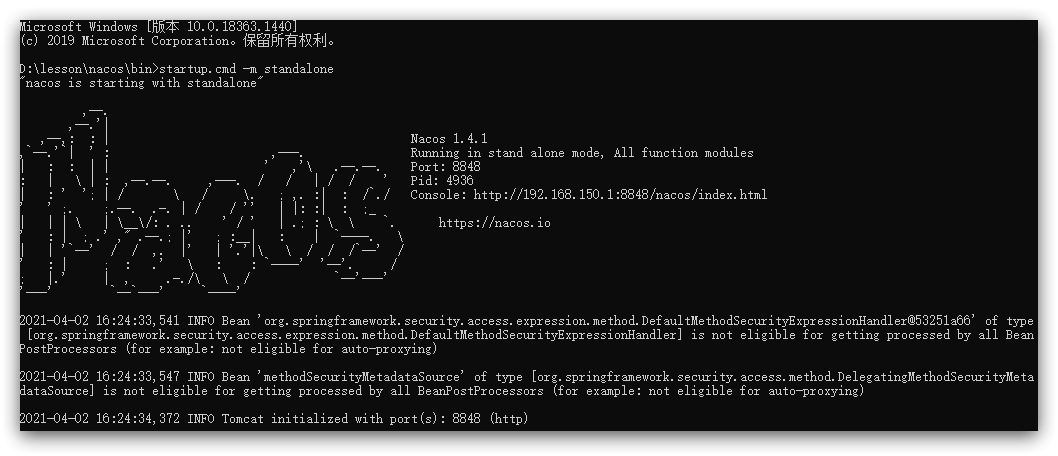 Microsoft Windows [版本 10.0.18363.1440]
(c) 2019 Microsoft Corporation。保留所有权利。
D:\lesson\nacos\bin>startup.cmd -m standalone
"nacos is starting with standalone"
Nacos 1.4.1
Running in stand alone mode, All function modules
Port: 8848
Pid: 4936
Console: http://192.168.150.1:8848/nacos/index.html
https://nacos.io
2021-04-02 16:24:33,541 INFO Bean 'org.springframework.security.access.expression.method.DefaultMethodSecurityExpressionHandler@53251a66' of type
[org.springframework.security.access.expression.method.DefaultMethodSecurityExpressionHandler] is not eligible for getting processed by all Bean
PostProcessors (for example: not eligible for auto-proxying)
2021-04-02 16:24:33,547 INFO Bean 'methodSecurityMetadataSource' of type [org.springframework.security.access.method.DelegatingMethodSecurityMeta
dataSource] is not eligible for getting processed by all BeanPostProcessors (for example: not eligible for auto-proxying)
2021-04-02 16:24:34,372 INFO Tomcat initialized with port(s): 8848 (http)